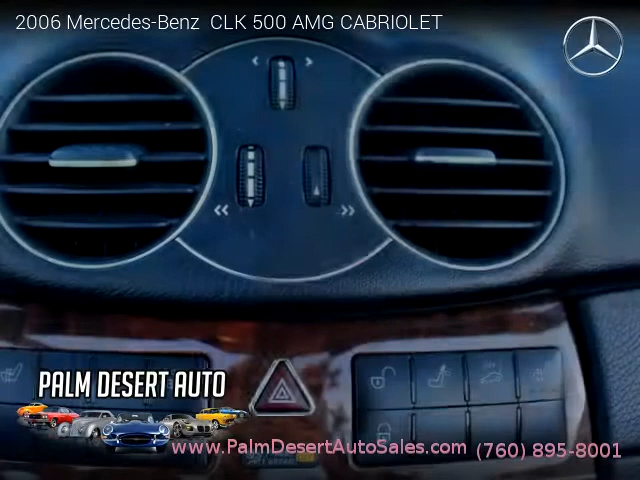 2006 Mercedes-Benz CLK 500 AMG CABRIOLET
PALM DESERT AUTO
www.PalmDesertAutoSales.com (760) 895-8001